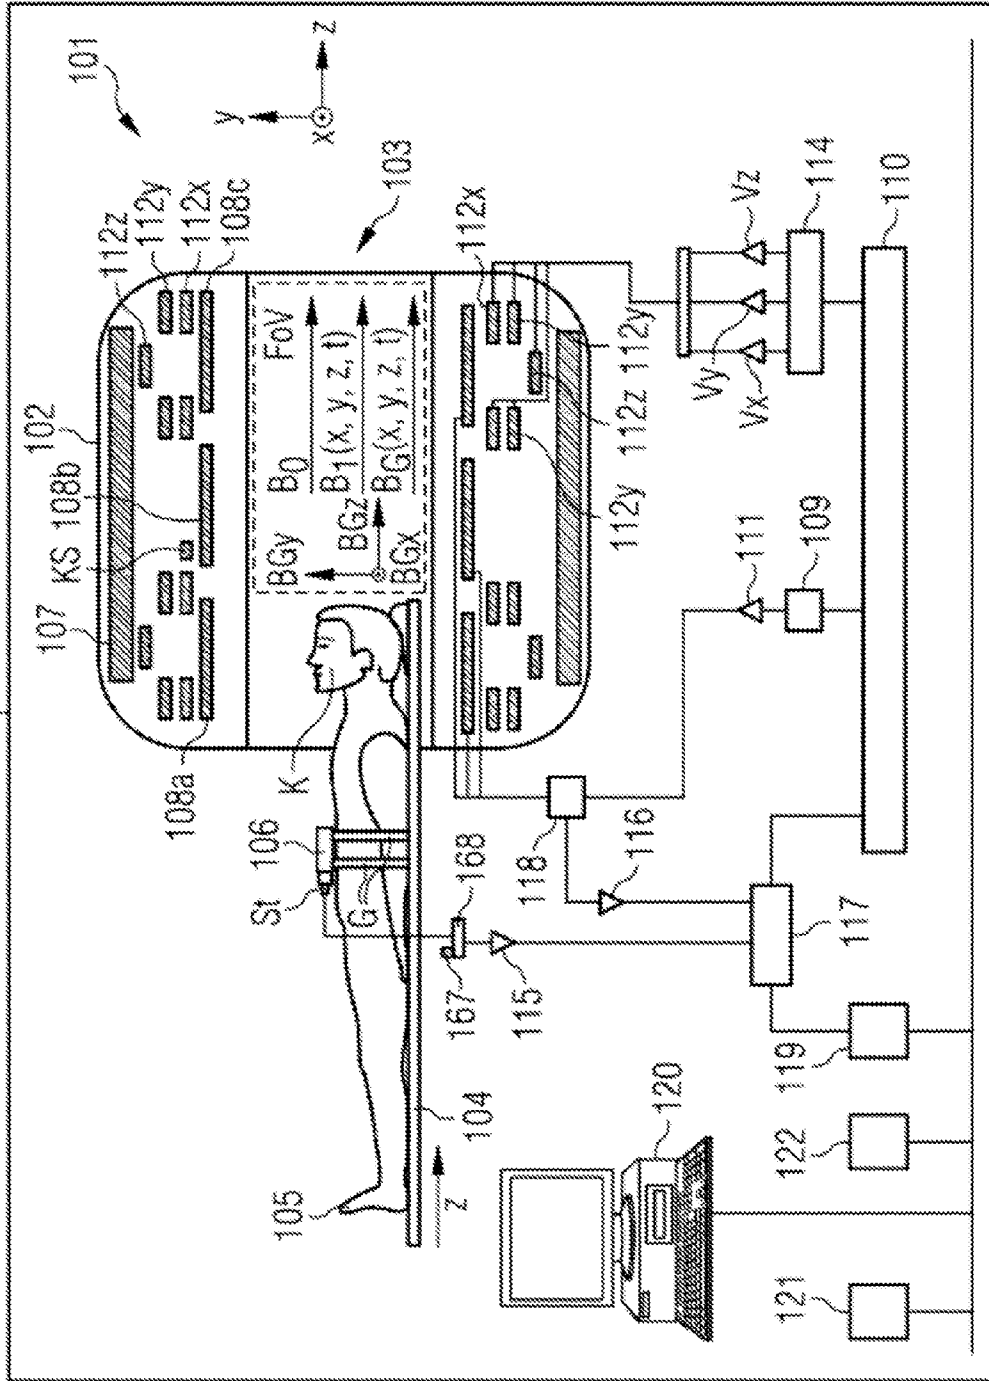 101
102
107
KS
108b
112z
112y
112x
108c
108a
y
z
x
103
FoV
B0
B1(x, y, z, t)
BG(x, y, z, t)
BGy
BGz
BGx
K
St
106
G
105
104
z
167
168
115
118
116
117
112x
112y
112z
112y
111
109
Vx
Vy
Vz
114
110
120
119
122
121